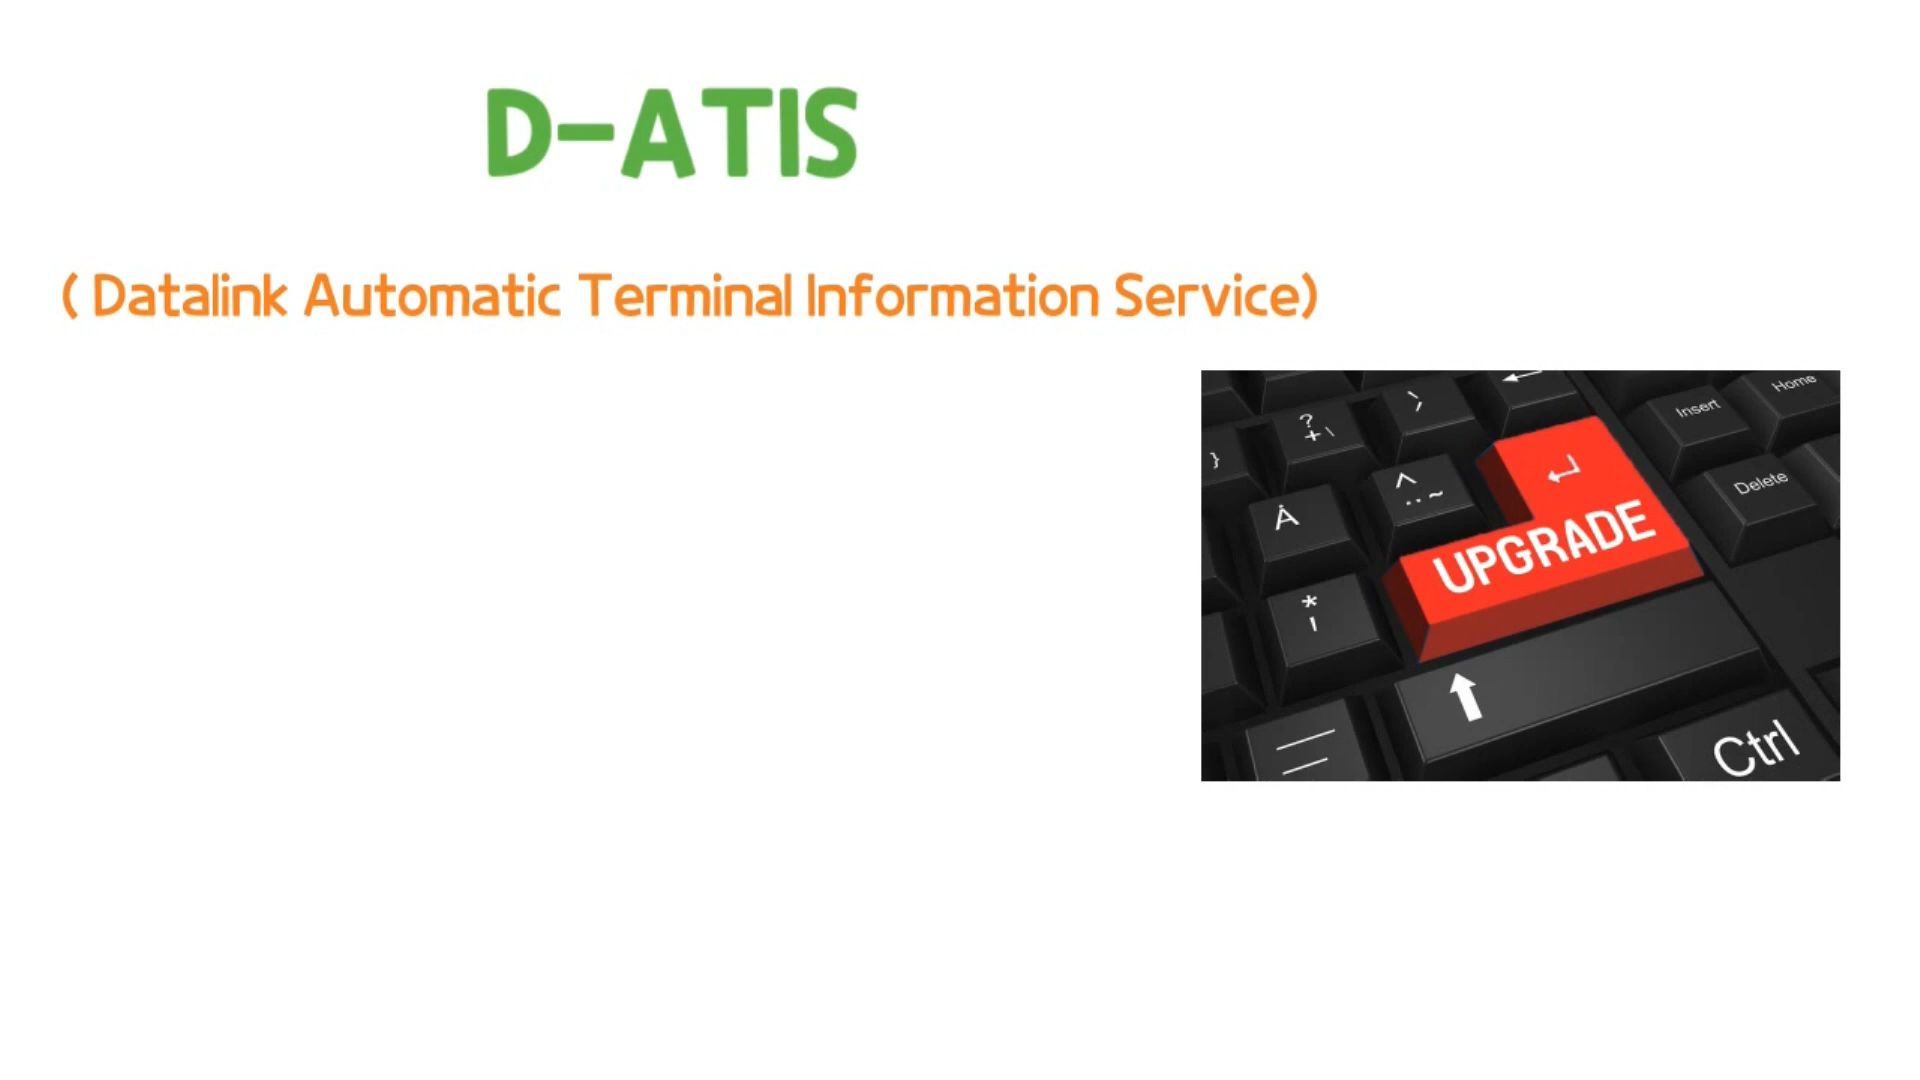 D-ATIS
( Datalink Automatic Terminal Information Service)
Home
Insert
?
+ \
}
^
¨ ~
Delete
Å
UPGRADE
*
'
Ctrl